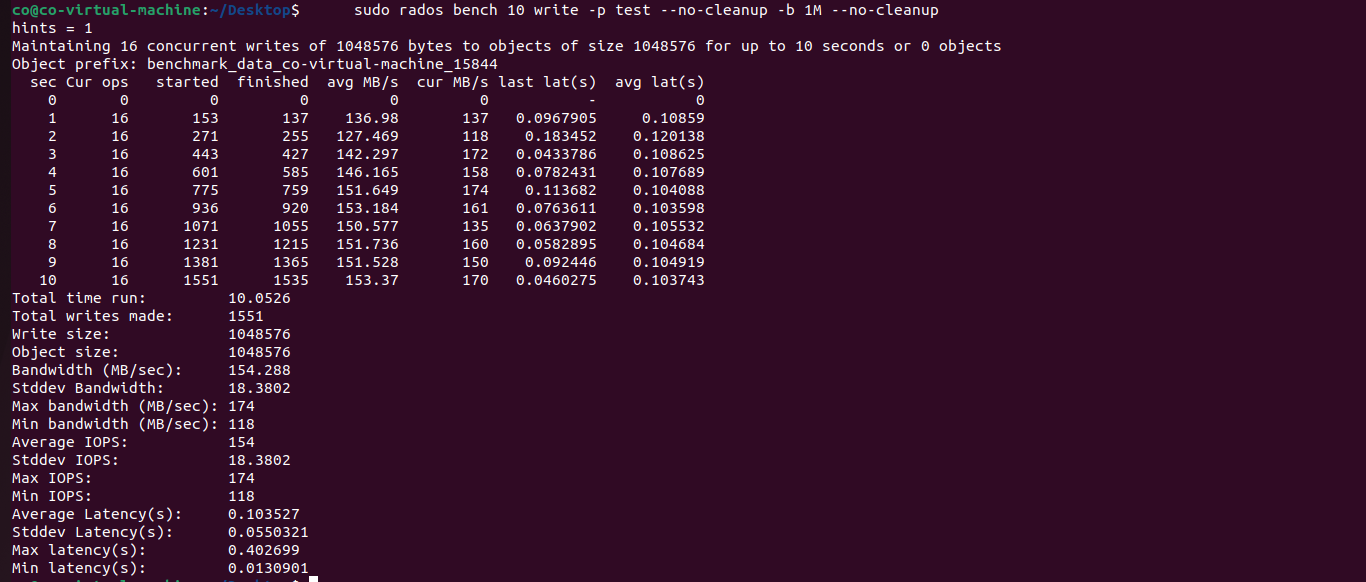 co@co-virtual-machine:~/Desktop$ sudo rados bench 10 write -p test --no-cleanup -b 1M --no-cleanup
hints = 1
Maintaining 16 concurrent writes of 1048576 bytes to objects of size 1048576 for up to 10 seconds or 0 objects
Object prefix: benchmark_data_co-virtual-machine_15844
sec Cur ops started finished avg MB/s cur MB/s last lat(s) avg lat(s)
0 0 0 0 0 0 - 0
1 16 153 137 136.98 137 0.0967905 0.10859
2 16 271 255 127.469 118 0.183452 0.120138
3 16 443 427 142.297 172 0.0433786 0.108625
4 16 601 585 146.165 158 0.0782431 0.107689
5 16 775 759 151.649 174 0.113682 0.104088
6 16 936 920 153.184 161 0.0763611 0.103598
7 16 1071 1055 150.577 135 0.0637902 0.105532
8 16 1231 1215 151.736 160 0.0582895 0.104684
9 16 1381 1365 151.528 150 0.092446 0.104919
10 16 1551 1535 153.37 170 0.0460275 0.103743
Total time run: 10.0526
Total writes made: 1551
Write size: 1048576
Object size: 1048576
Bandwidth (MB/sec): 154.288
Stddev Bandwidth: 18.3802
Max bandwidth (MB/sec): 174
Min bandwidth (MB/sec): 118
Average IOPS: 154
Stddev IOPS: 18.3802
Max IOPS: 174
Min IOPS: 118
Average Latency(s): 0.103527
Stddev Latency(s): 0.0550321
Max latency(s): 0.402699
Min latency(s): 0.0130901